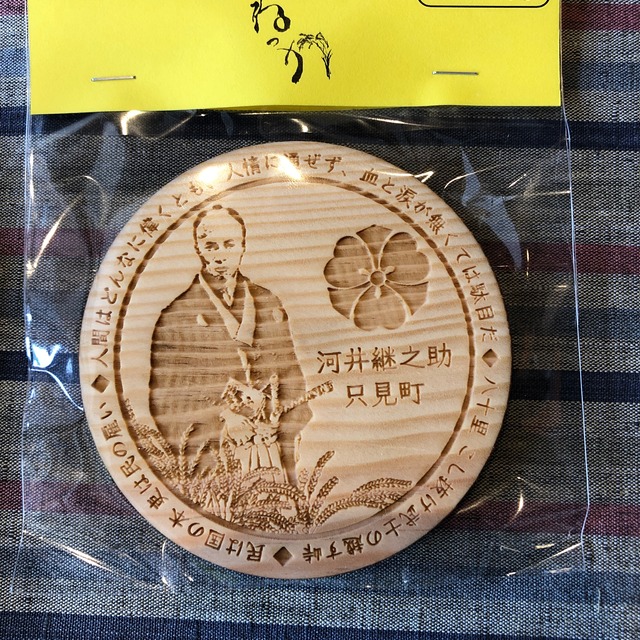 ねっか
人間はどんなに偉くとも、人情に通ぜず、血と涙が無くては駄目だ◆八十里 こし抜け武士の越す峠◆民は国の本 吏は民の雇い◆
河井継之助
只見町